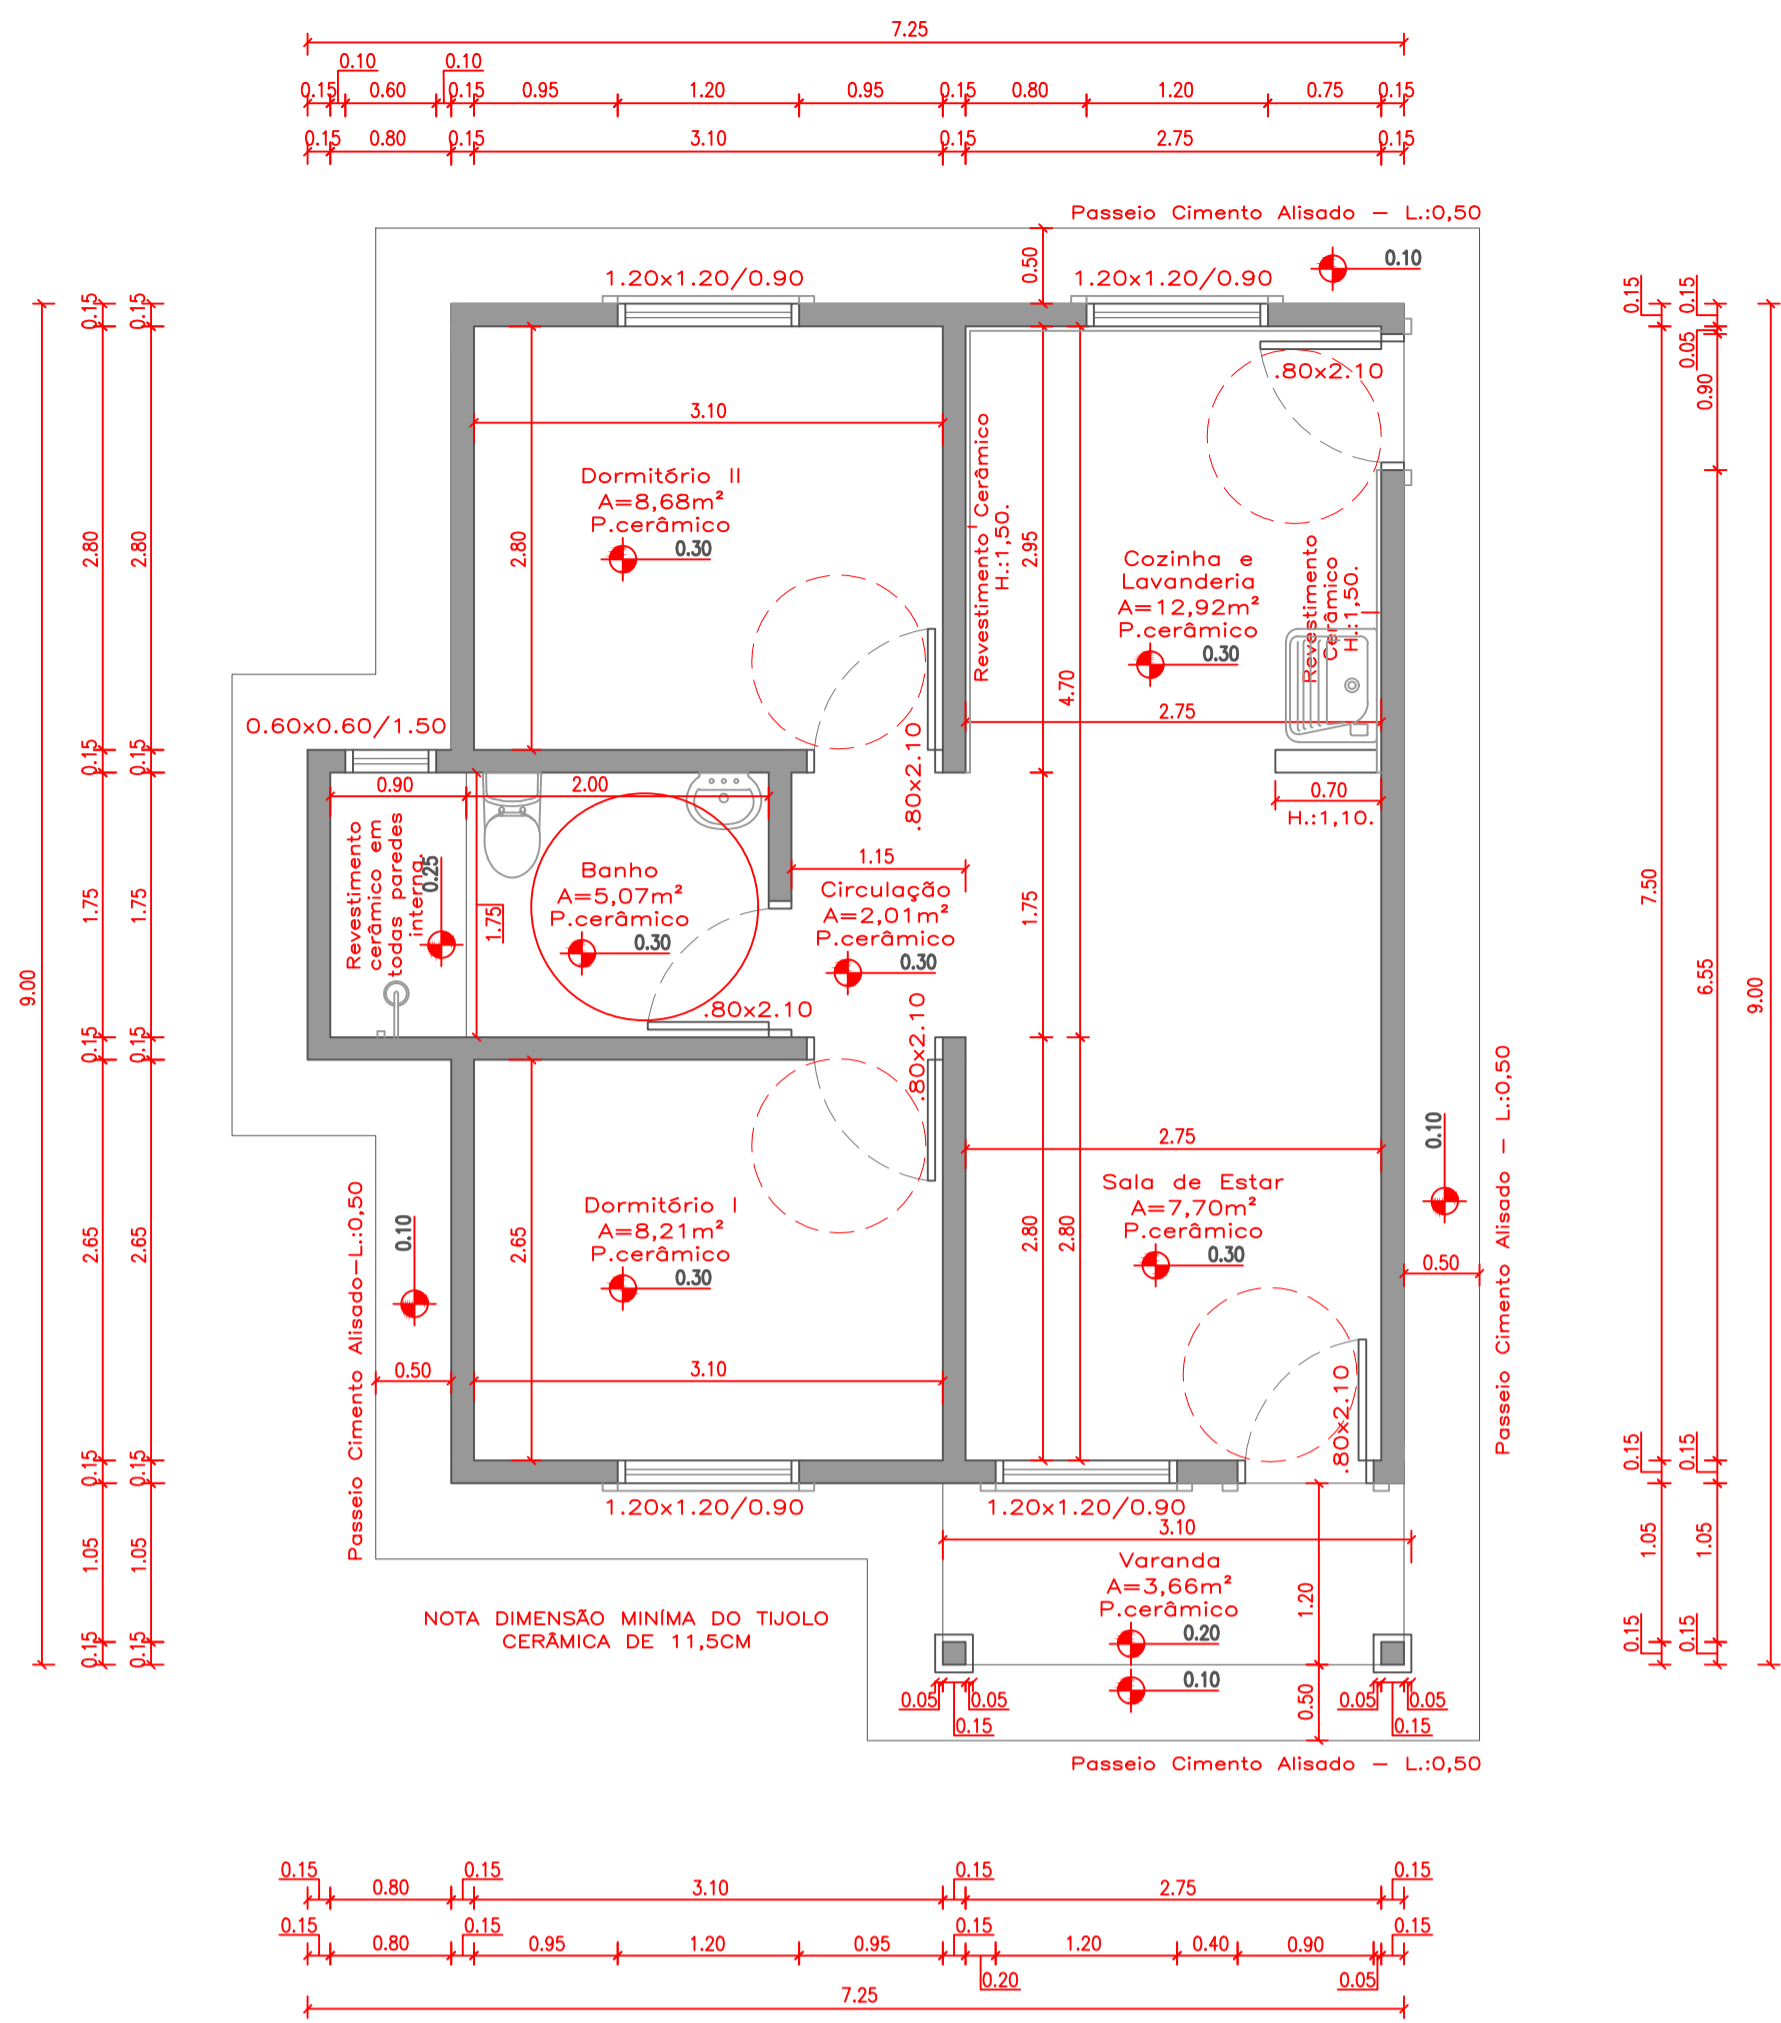 7.25
0.10 0.10
0.15 0.60 0.15 0.95 1.20 0.95 0.15 0.80 1.20 0.75 0.15
0.15 0.80 0.15 3.10 0.15 2.75 0.15
Passeio Cimento Alisado – L.:0,50
0.50
0.10
1.20x1.20/0.90
1.20x1.20/0.90
.80x2.10
3.10
Dormitório II
A=8,68m²
P.cerâmico
0.30
2.80
Revestimento Cerâmico
H.:1,50.
2.95
4.70
Cozinha e
Lavanderia
A=12,92m²
P.cerâmico
0.30
Revestimento
Cerâmico
H.:1,50.
2.75
0.70
H.:1,10.
0.60x0.60/1.50
.80x2.10
0.90
2.00
Revestimento
cerâmico em
todas paredes
interna.
0.25
1.75
Banho
A=5,07m²
P.cerâmico
0.30
.80x2.10
1.15
Circulação
A=2,01m²
P.cerâmico
0.30
1.75
.80x2.10
2.65
Dormitório I
A=8,21m²
P.cerâmico
0.30
3.10
2.75
Sala de Estar
A=7,70m²
P.cerâmico
0.30
2.80
2.80
.80x2.10
Passeio Cimento Alisado–L.:0,50
0.10
0.50
0.10
0.50
Passeio Cimento Alisado – L.:0,50
1.20x1.20/0.90
1.20x1.20/0.90
3.10
Varanda
A=3,66m²
P.cerâmico
0.20
0.10
1.20
0.50
NOTA DIMENSÃO MINÍMA DO TIJOLO
CERÂMICA DE 11,5CM
0.05 0.05
0.15
0.05 0.05
0.15
Passeio Cimento Alisado – L.:0,50
9.00
0.15
2.80
0.15
1.75
0.15
2.65
0.15
1.05
0.15
0.15
2.80
0.15
1.75
0.15
2.65
0.15
1.05
0.15
0.15
7.50
0.15
1.05
0.15
0.15
0.05
0.90
6.55
0.15
1.05
0.15
9.00
0.15 0.15 0.15 0.15
0.80 3.10 2.75
0.15 0.15 0.15 0.15
0.80 0.95 1.20 0.95 1.20 0.40 0.90
0.20 0.05
7.25